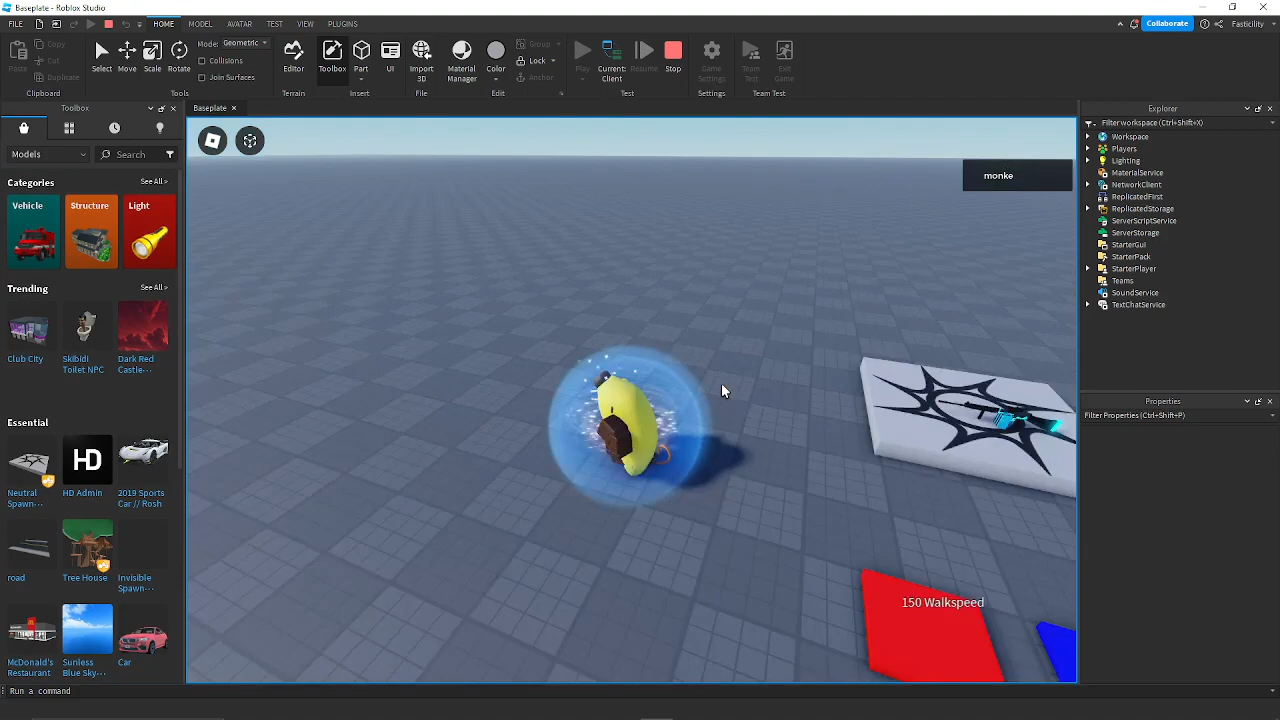 Baseplate - Roblox Studio
FILE HOME MODEL AVATAR TEST VIEW PLUGINS Collaborate Fasticility
Paste Copy Cut Duplicate
Select Move Scale Rotate
Mode: Geometric
Collisions
Join Surfaces
Editor Toolbox Part UI Import 3D Material Manager Color
Group Lock Anchor
Play Current: Client Resume Stop Game Settings Team Test Exit Game
Clipboard Tools Terrain Insert File Edit Test Settings Team Test
Toolbox
Baseplate
Explorer
Filter workspace (Ctrl+Shift+X)
Models Search
Categories See All >
Vehicle Structure Light
Trending See All >
Club City
Skibidi Toilet NPC
Dark Red Castle...
Essential
HD
Neutral Spawn...
HD Admin
2019 Sports Car // Rosh
road
Tree House
Invisible Spawn...
McDonald's Restaurant
Sunless Blue Sky...
Car
monke
150 Walkspeed
Workspace
Players
Lighting
MaterialService
NetworkClient
ReplicatedFirst
ReplicatedStorage
ServerScriptService
ServerStorage
StarterGui
StarterPack
StarterPlayer
Teams
SoundService
TextChatService
Properties
Filter Properties (Ctrl+Shift+P)
Run a command